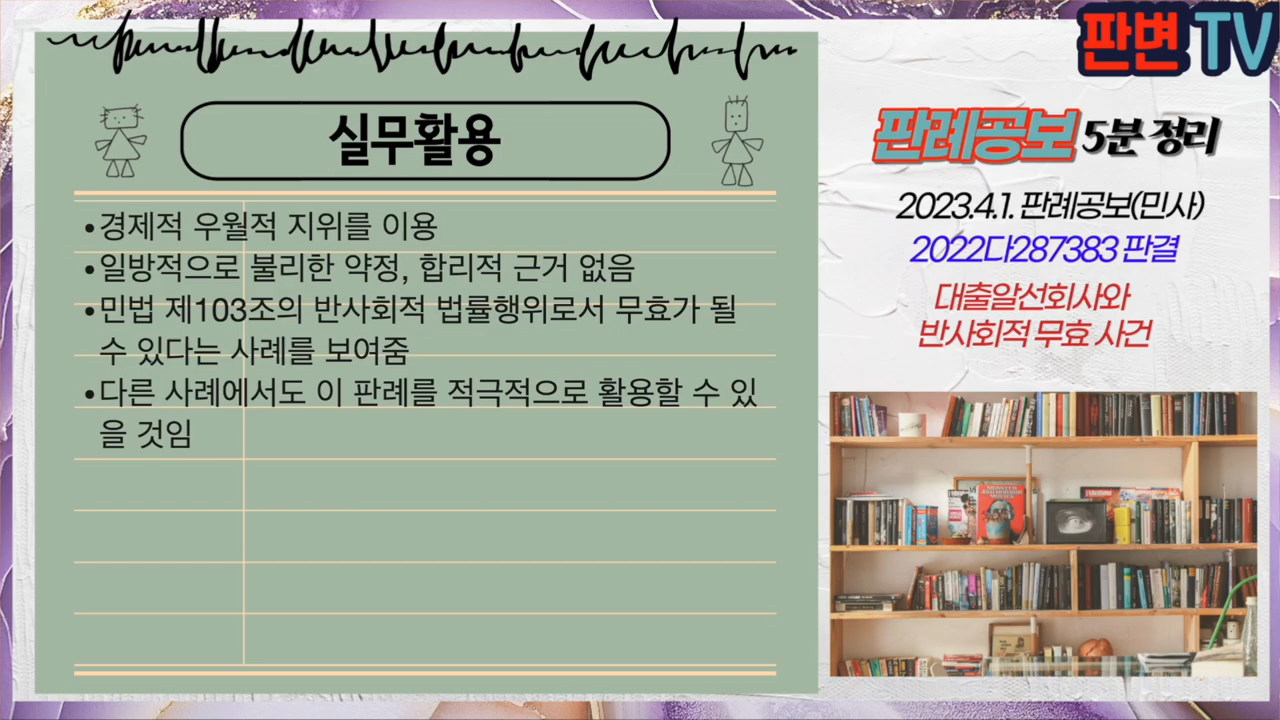 판변 TV
실무활용
•경제적 우월적 지위를 이용
•일방적으로 불리한 약정, 합리적 근거 없음
•민법 제103조의 반사회적 법률행위로서 무효가 될
수 있다는 사례를 보여줌
•다른 사례에서도 이 판례를 적극적으로 활용할 수 있
을 것임
판례공보 5분 정리
2023.4.1. 판례공보(민사)
2022다287383 판결
대출알선회사와
반사회적 무효 사건